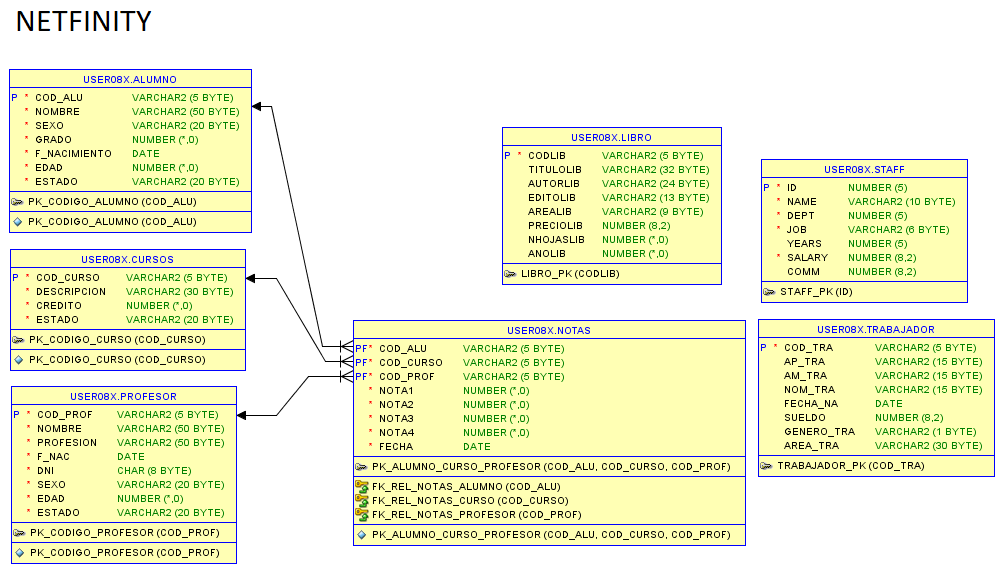 NETFINITY
USER08X.ALUMNO
P * COD_ALU VARCHAR2 (5 BYTE)
* NOMBRE VARCHAR2 (50 BYTE)
* SEXO VARCHAR2 (20 BYTE)
* GRADO NUMBER (*,0)
* F_NACIMIENTO DATE
* EDAD NUMBER (*,0)
* ESTADO VARCHAR2 (20 BYTE)
PK_CODIGO_ALUMNO (COD_ALU)
PK_CODIGO_ALUMNO (COD_ALU)
USER08X.CURSOS
P * COD_CURSO VARCHAR2 (5 BYTE)
* DESCRIPCION VARCHAR2 (30 BYTE)
* CREDITO NUMBER (*,0)
* ESTADO VARCHAR2 (20 BYTE)
PK_CODIGO_CURSO (COD_CURSO)
PK_CODIGO_CURSO (COD_CURSO)
USER08X.PROFESOR
P * COD_PROF VARCHAR2 (5 BYTE)
* NOMBRE VARCHAR2 (50 BYTE)
* PROFESION VARCHAR2 (50 BYTE)
* F_NAC DATE
* DNI CHAR (8 BYTE)
* SEXO VARCHAR2 (20 BYTE)
* EDAD NUMBER (*,0)
* ESTADO VARCHAR2 (20 BYTE)
PK_CODIGO_PROFESOR (COD_PROF)
PK_CODIGO_PROFESOR (COD_PROF)
USER08X.LIBRO
P * CODLIB VARCHAR2 (5 BYTE)
TITULOLIB VARCHAR2 (32 BYTE)
AUTORLIB VARCHAR2 (24 BYTE)
EDITOLIB VARCHAR2 (13 BYTE)
AREALIB VARCHAR2 (9 BYTE)
PRECIOLIB NUMBER (8,2)
NHOJASLIB NUMBER (*,0)
ANOLIB NUMBER (*,0)
LIBRO_PK (CODLIB)
USER08X.NOTAS
PF* COD_ALU VARCHAR2 (5 BYTE)
PF* COD_CURSO VARCHAR2 (5 BYTE)
PF* COD_PROF VARCHAR2 (5 BYTE)
* NOTA1 NUMBER (*,0)
* NOTA2 NUMBER (*,0)
* NOTA3 NUMBER (*,0)
* NOTA4 NUMBER (*,0)
* FECHA DATE
PK_ALUMNO_CURSO_PROFESOR (COD_ALU, COD_CURSO, COD_PROF)
FK_REL_NOTAS_ALUMNO (COD_ALU)
FK_REL_NOTAS_CURSO (COD_CURSO)
FK_REL_NOTAS_PROFESOR (COD_PROF)
PK_ALUMNO_CURSO_PROFESOR (COD_ALU, COD_CURSO, COD_PROF)
USER08X.STAFF
P * ID NUMBER (5)
* NAME VARCHAR2 (10 BYTE)
* DEPT NUMBER (5)
* JOB VARCHAR2 (6 BYTE)
YEARS NUMBER (5)
* SALARY NUMBER (8,2)
COMM NUMBER (8,2)
STAFF_PK (ID)
USER08X.TRABAJADOR
P * COD_TRA VARCHAR2 (5 BYTE)
AP_TRA VARCHAR2 (15 BYTE)
AM_TRA VARCHAR2 (15 BYTE)
NOM_TRA VARCHAR2 (15 BYTE)
FECHA_NA DATE
SUELDO NUMBER (8,2)
GENERO_TRA VARCHAR2 (1 BYTE)
AREA_TRA VARCHAR2 (30 BYTE)
TRABAJADOR_PK (COD_TRA)